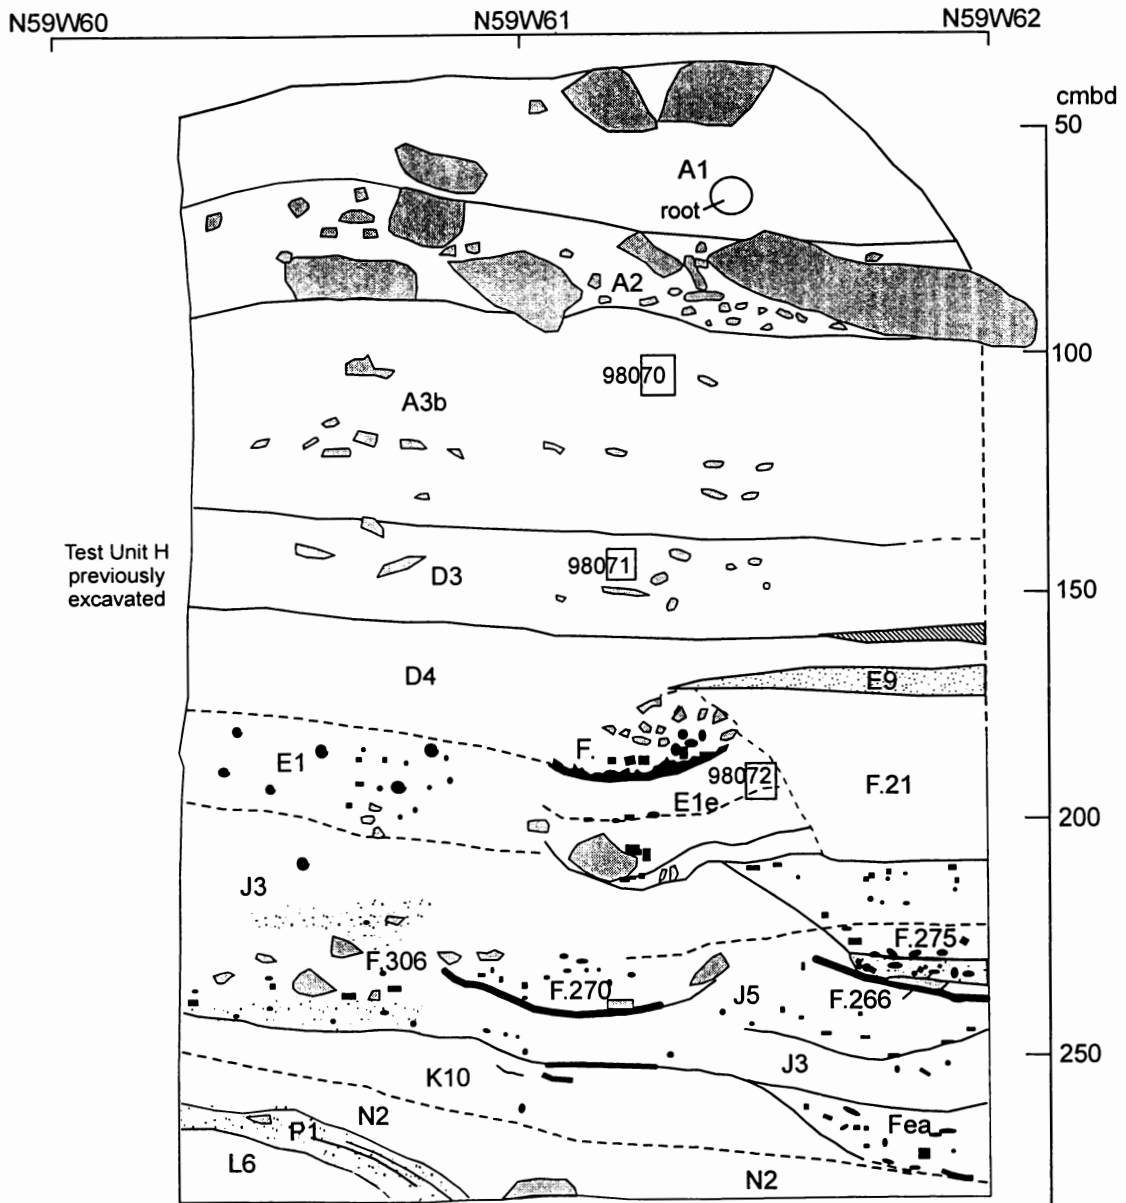 N59W60
N59W61
N59W62
cmbd
50
A1
root
A2
100
98070
A3b
Test Unit H
previously
excavated
98071
D3
150
D4
E9
F.
E1
98072
F.21
E1e
200
J3
F.275
F.306
F.270
F.266
J5
250
J3
K10
N2
P1
Fea
L6
N2